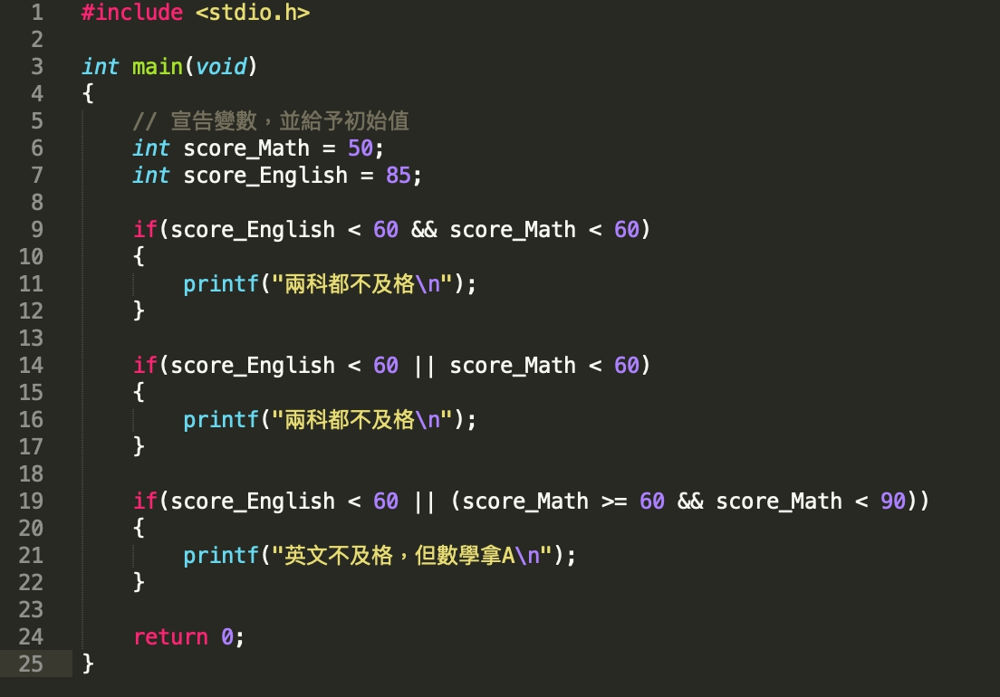 1 #include <stdio.h>
2
3 int main(void)
4 {
5     // 宣告變數，並給予初始值
6     int score_Math = 50;
7     int score_English = 85;
8
9     if(score_English < 60 && score_Math < 60)
10     {
11         printf("兩科都不及格\n");
12     }
13
14     if(score_English < 60 || score_Math < 60)
15     {
16         printf("兩科都不及格\n");
17     }
18
19     if(score_English < 60 || (score_Math >= 60 && score_Math < 90))
20     {
21         printf("英文不及格，但數學拿A\n");
22     }
23
24     return 0;
25 }